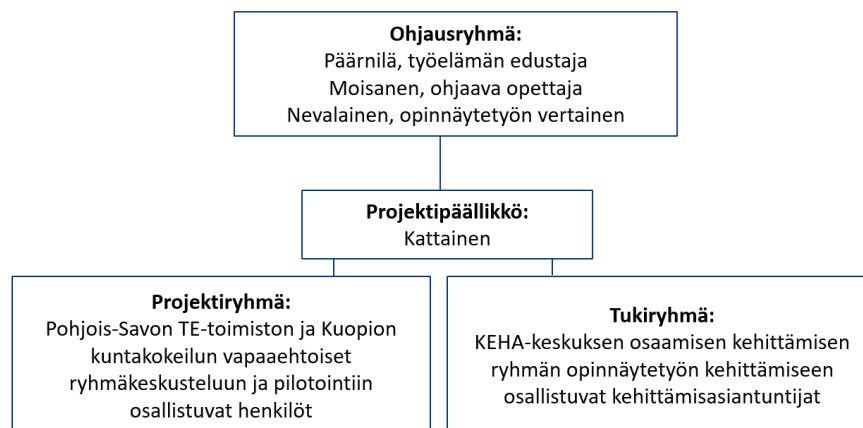 Ohjausryhmä:
Päärnilä, työelämän edustaja
Moisanen, ohjaava opettaja
Nevalainen, opinnäytetyön vertainen
Projektipäällikkö:
Kattainen
Projektiryhmä:
Pohjois-Savon TE-toimiston ja Kuopion
kuntakokeilun vapaaehtoiset
ryhmäkeskusteluun ja pilotointiin
osallistuvat henkilöt
Tukiryhmä:
KEHA-keskuksen osaamisen kehittämisen
ryhmän opinnäytetyön kehittämiseen
osallistuvat kehittämisasiantuntijat